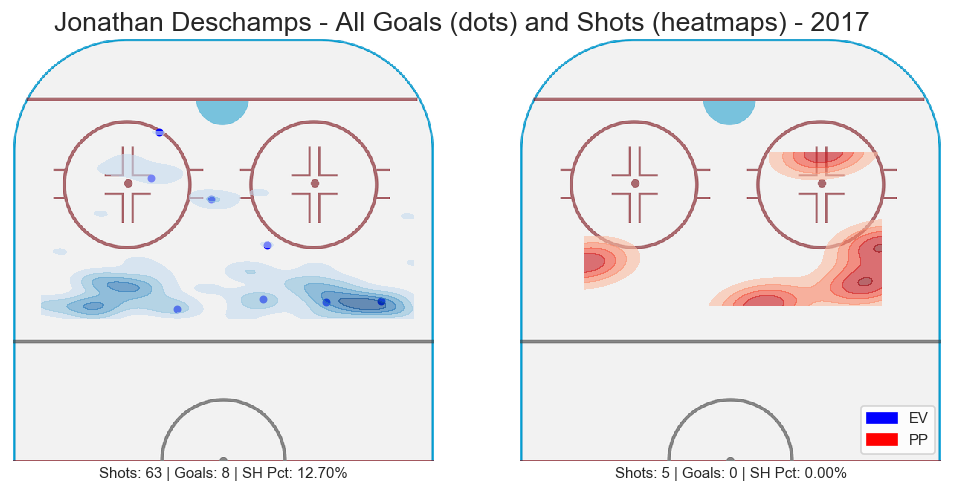 Jonathan Deschamps - All Goals (dots) and Shots (heatmaps) - 2017
EV
PP
Shots: 63 | Goals: 8 | SH Pct: 12.70%
Shots: 5 | Goals: 0 | SH Pct: 0.00%